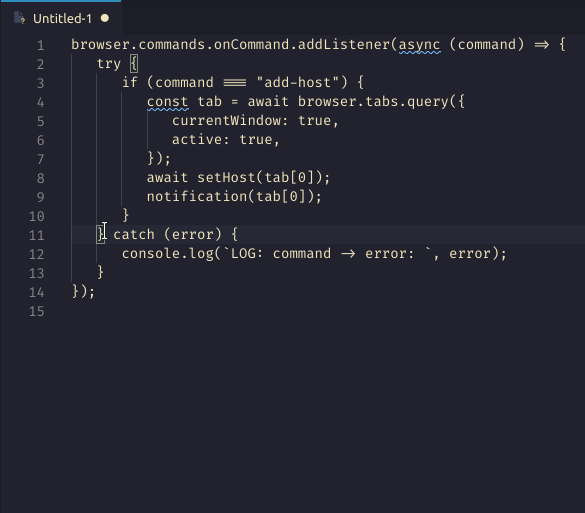 Untitled-1
1 browser.commands.onCommand.addListener(async (command) => {
2 try {
3 if (command === "add-host") {
4 const tab = await browser.tabs.query({
5 currentWindow: true,
6 active: true,
7 });
8 await setHost(tab[0]);
9 notification(tab[0]);
10 }
11 } catch (error) {
12 console.log(`LOG: command -> error: `, error);
13 }
14 });
15